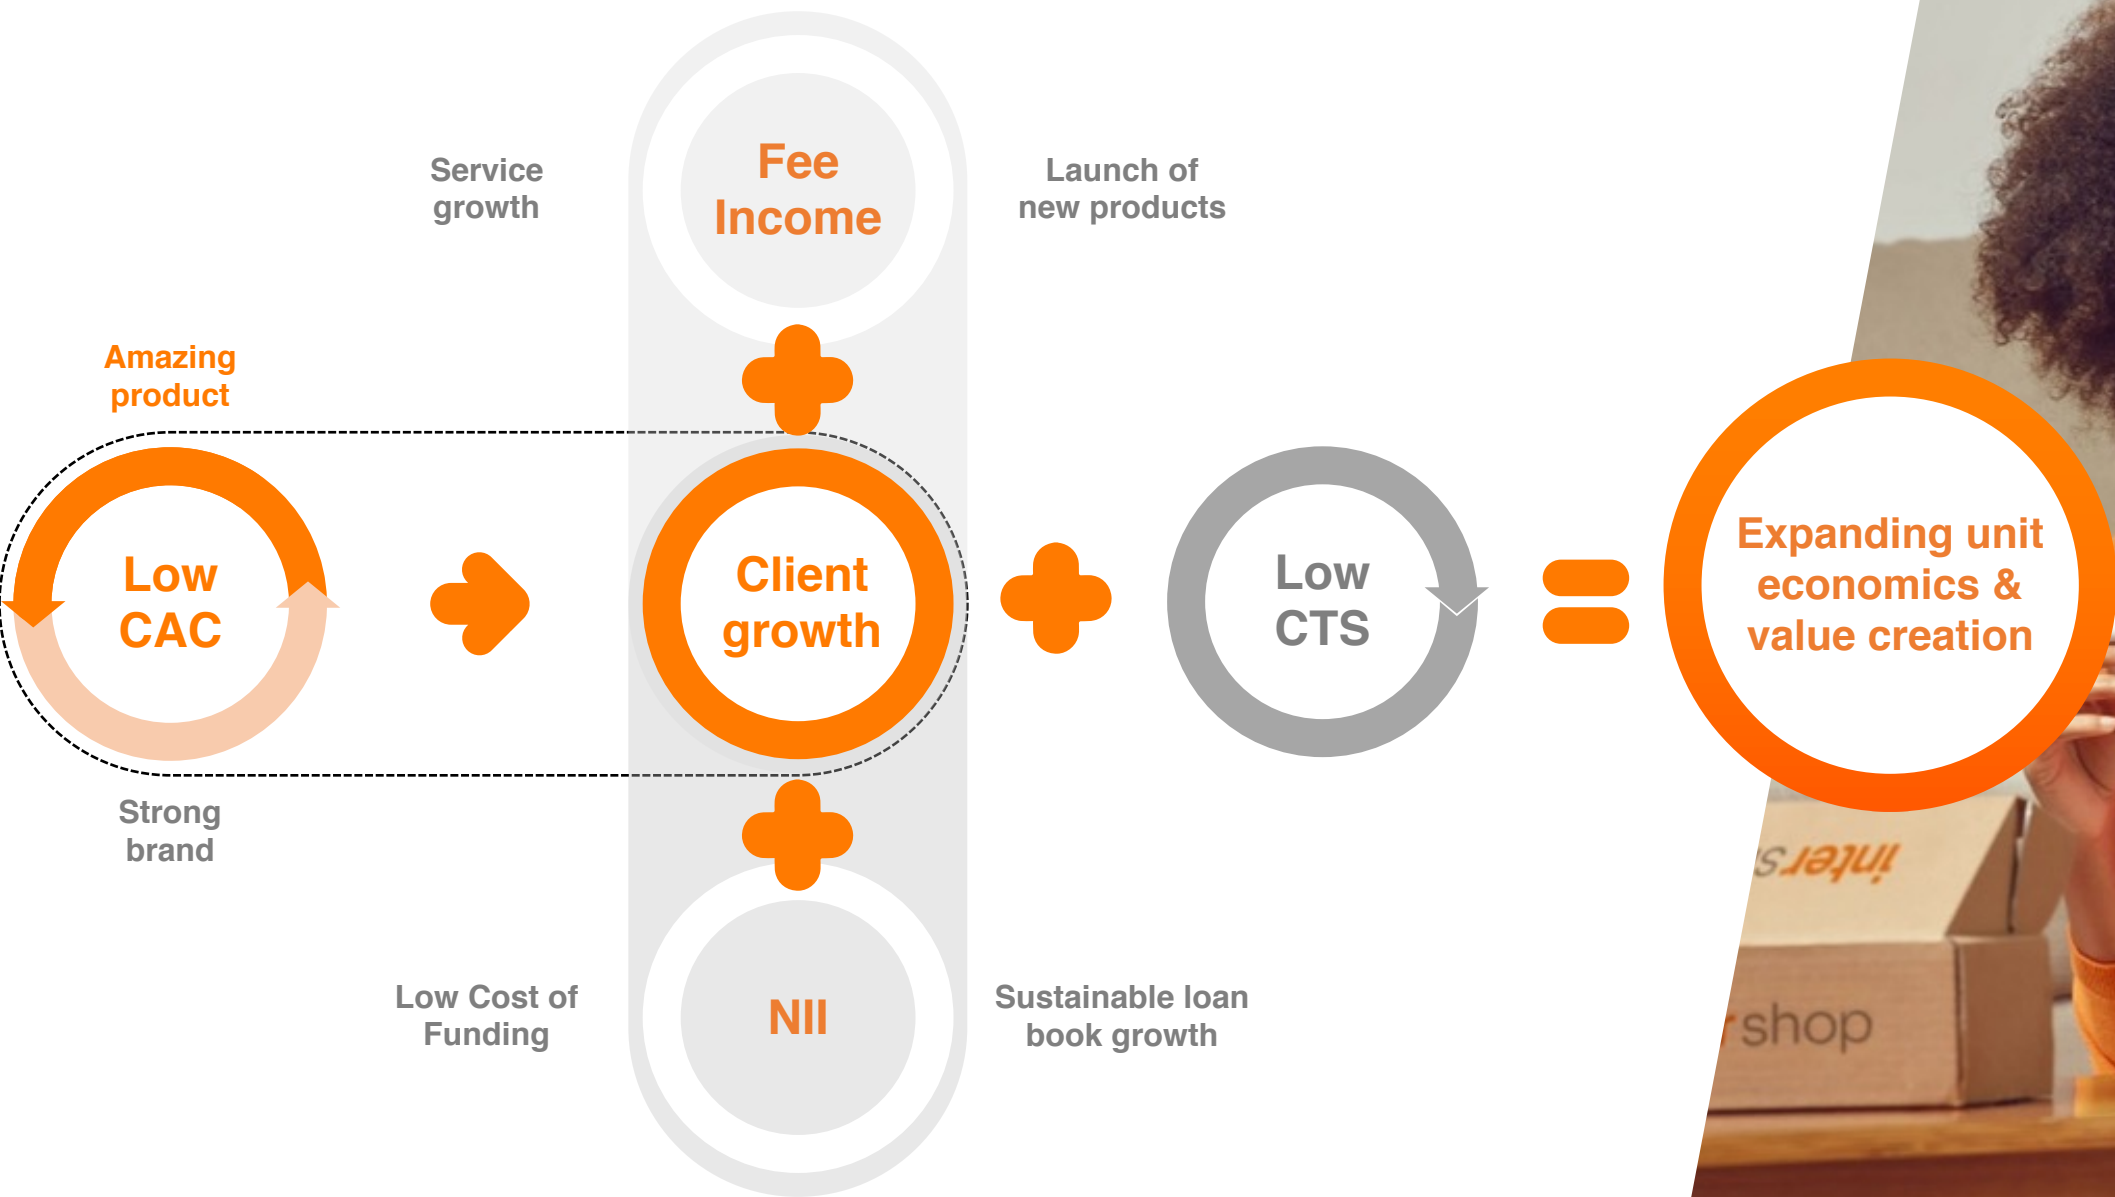 Service
growth
Fee
Income
Launch of
new products
Amazing
product
Low
CAC
Strong
brand
Client
growth
Low
CTS
Expanding unit
economics &
value creation
Low Cost of
Funding
NII
Sustainable loan
book growth
inter
shop